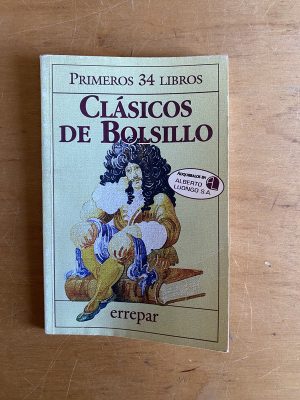 PRIMEROS 34 LIBROS
CLÁSICOS
DE BOLSILLO
ALBERTO
LUONGO S.A.
errepar